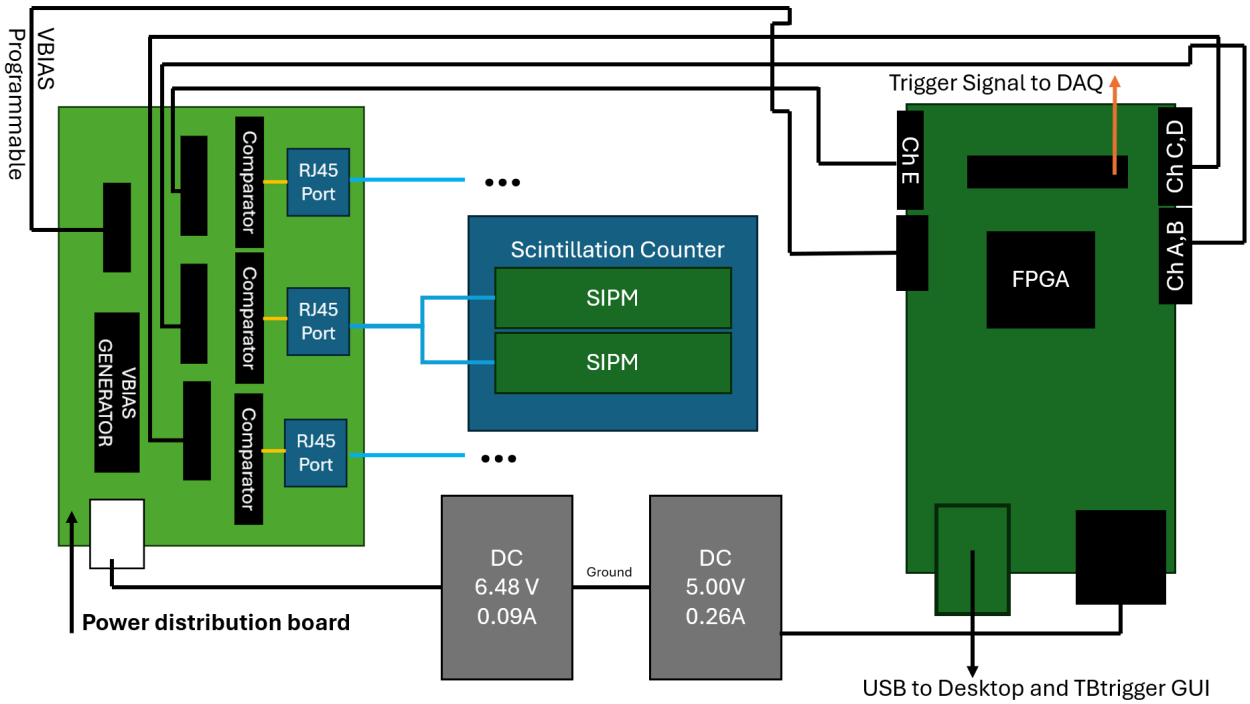 VBIAS
Programmable
Trigger Signal to DAQ
Comparator
RJ45
Port
...
Ch E
Ch C,D
Scintillation Counter
SIPM
SIPM
Comparator
RJ45
Port
FPGA
Ch A,B
VBIAS
GENERATOR
Comparator
RJ45
Port
...
DC
6.48 V
0.09A
Ground
DC
5.00V
0.26A
Power distribution board
USB to Desktop and TBtrigger GUI